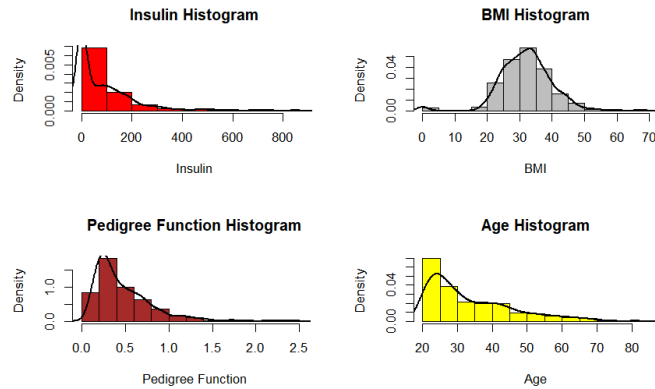 Insulin Histogram
Density
0.000 0.005
0 200 400 600 800
Insulin
BMI Histogram
Density
0.00 0.04
0 10 20 30 40 50 60 70
BMI
Pedigree Function Histogram
Density
0.0 1.0
0.0 0.5 1.0 1.5 2.0 2.5
Pedigree Function
Age Histogram
Density
0.00 0.04
20 30 40 50 60 70 80
Age